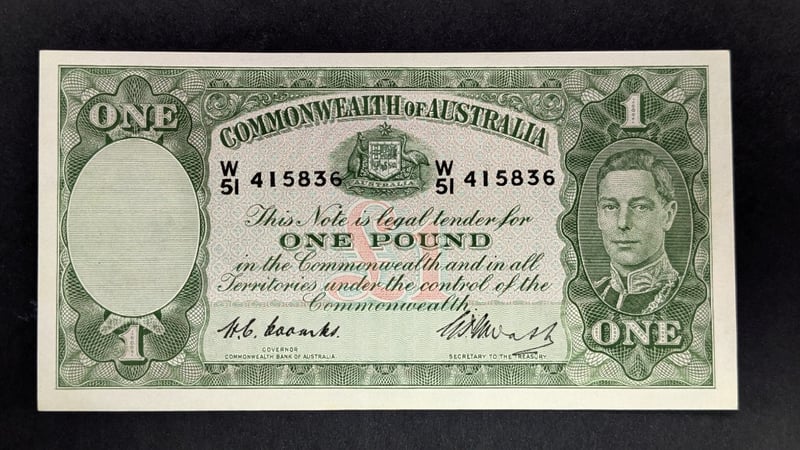 ONE
1
COMMONWEALTH OF AUSTRALIA
W/51 415836
W/51 415836
AUSTRALIA
This Note is legal tender for
ONE POUND
in the Commonwealth and in all
Territories under the control of the
Commonwealth
£1
H.C. Coombs.
GOVERNOR
COMMONWEALTH BANK OF AUSTRALIA
SECRETARY TO THE TREASURY
1
ONE